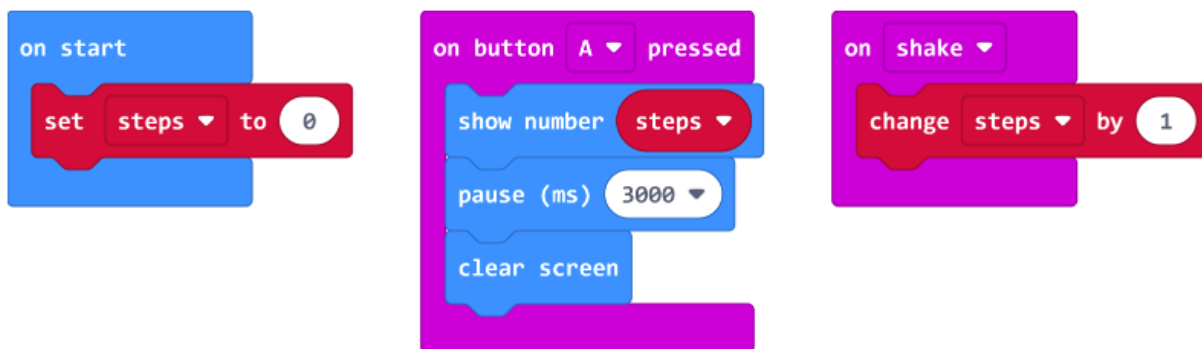 on start
set steps to 0
on button A pressed
show number steps
pause (ms) 3000
clear screen
on shake
change steps by 1